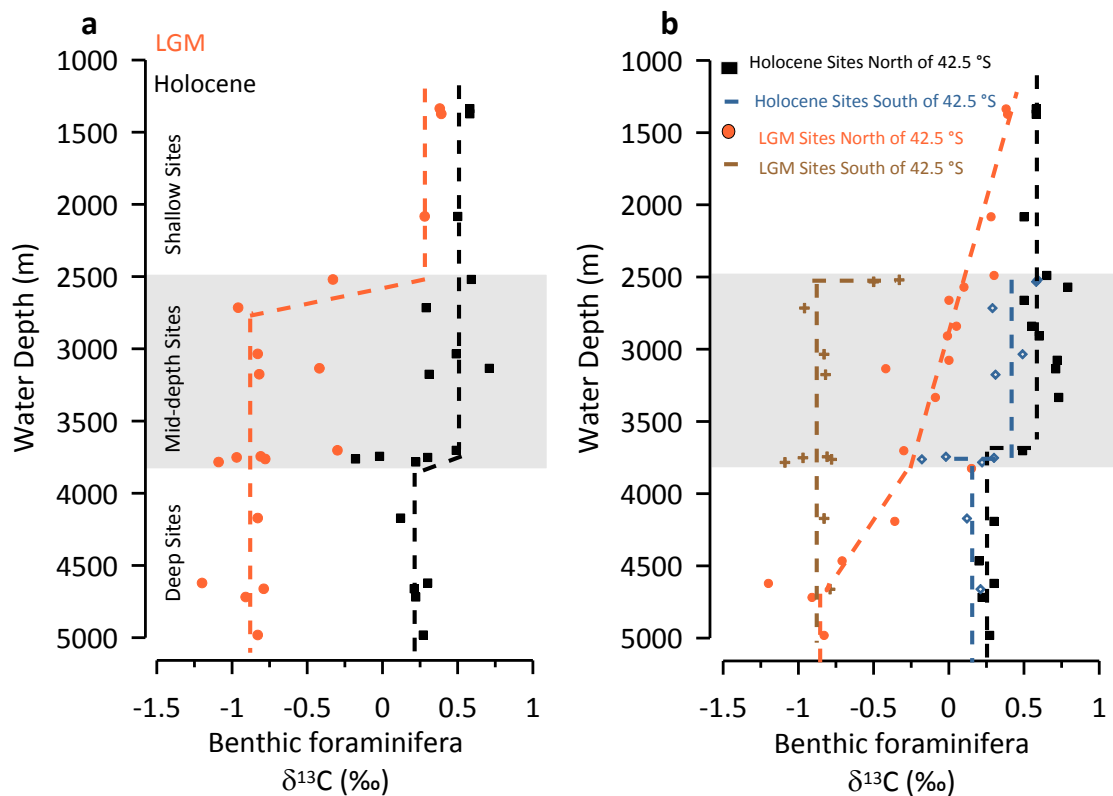 a
LGM
Holocene
1000
1500
2000
2500
3000
3500
4000
4500
5000
Water Depth (m)
Shallow Sites
Mid-depth Sites
Deep Sites
-1.5
-1
-0.5
0
0.5
1
Benthic foraminifera
δ¹³C (‰)
b
Holocene Sites North of 42.5 °S
Holocene Sites South of 42.5 °S
LGM Sites North of 42.5 °S
LGM Sites South of 42.5 °S
1000
1500
2000
2500
3000
3500
4000
4500
5000
Water Depth (m)
-1.5
-1
-0.5
0
0.5
1
Benthic foraminifera
δ¹³C (‰)